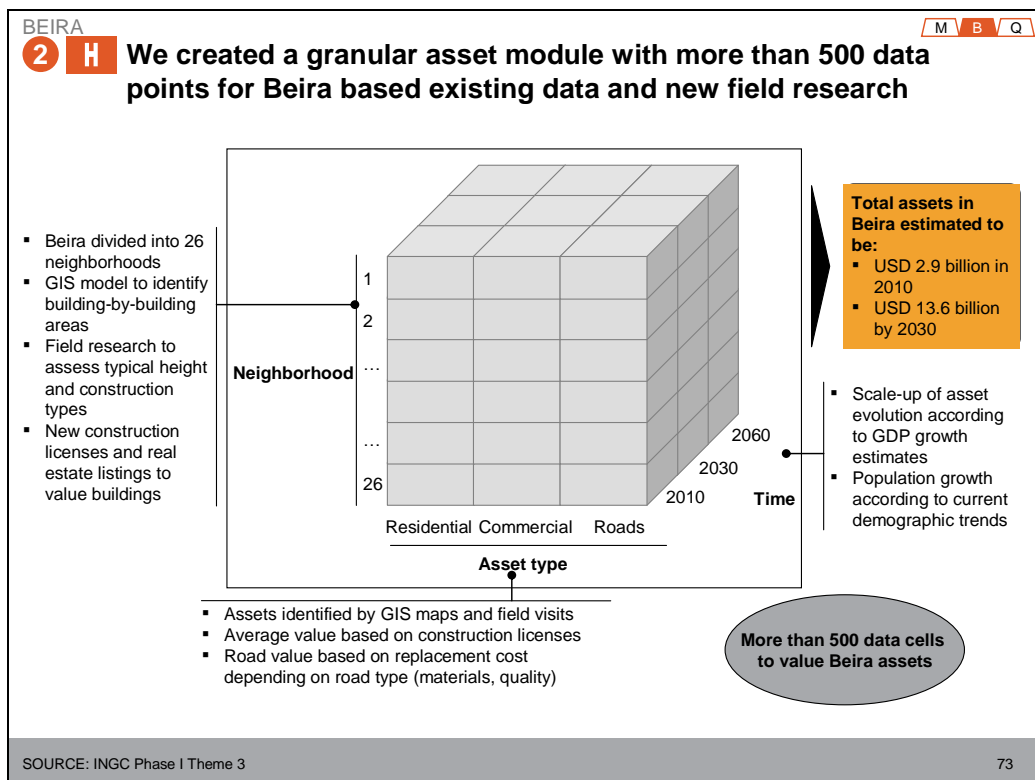 BEIRA
M B Q
2 H We created a granular asset module with more than 500 data
points for Beira based existing data and new field research
▪ Beira divided into 26
neighborhoods
▪ GIS model to identify
building-by-building
areas
▪ Field research to
assess typical height
and construction
types
▪ New construction
licenses and real
estate listings to
value buildings
Neighborhood
1
2
…
…
26
Residential Commercial Roads
Asset type
2010
2030
2060
Time
Total assets in
Beira estimated to
be:
▪ USD 2.9 billion in
2010
▪ USD 13.6 billion
by 2030
▪ Scale-up of asset
evolution according
to GDP growth
estimates
▪ Population growth
according to current
demographic trends
▪ Assets identified by GIS maps and field visits
▪ Average value based on construction licenses
▪ Road value based on replacement cost
depending on road type (materials, quality)
More than 500 data cells
to value Beira assets
SOURCE: INGC Phase I Theme 3
73